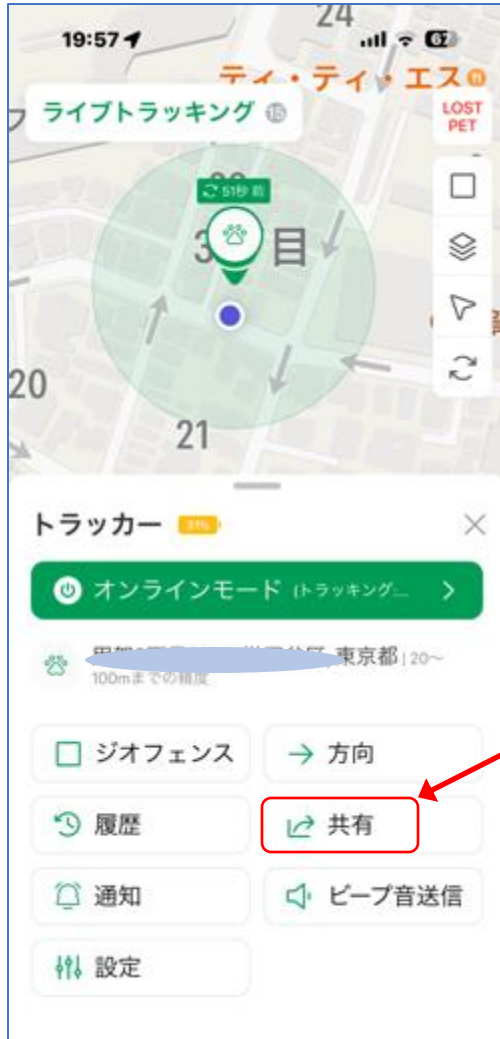 24
19:57
67
ティ・ティ・エス
ライブトラッキング 15
LOST
PET
51秒前
目
20
21
トラッカー 31%
オンラインモード (トラッキング...
東京都 | 20~
100mまでの精度
ジオフェンス
方向
履歴
共有
通知
ビープ音送信
設定